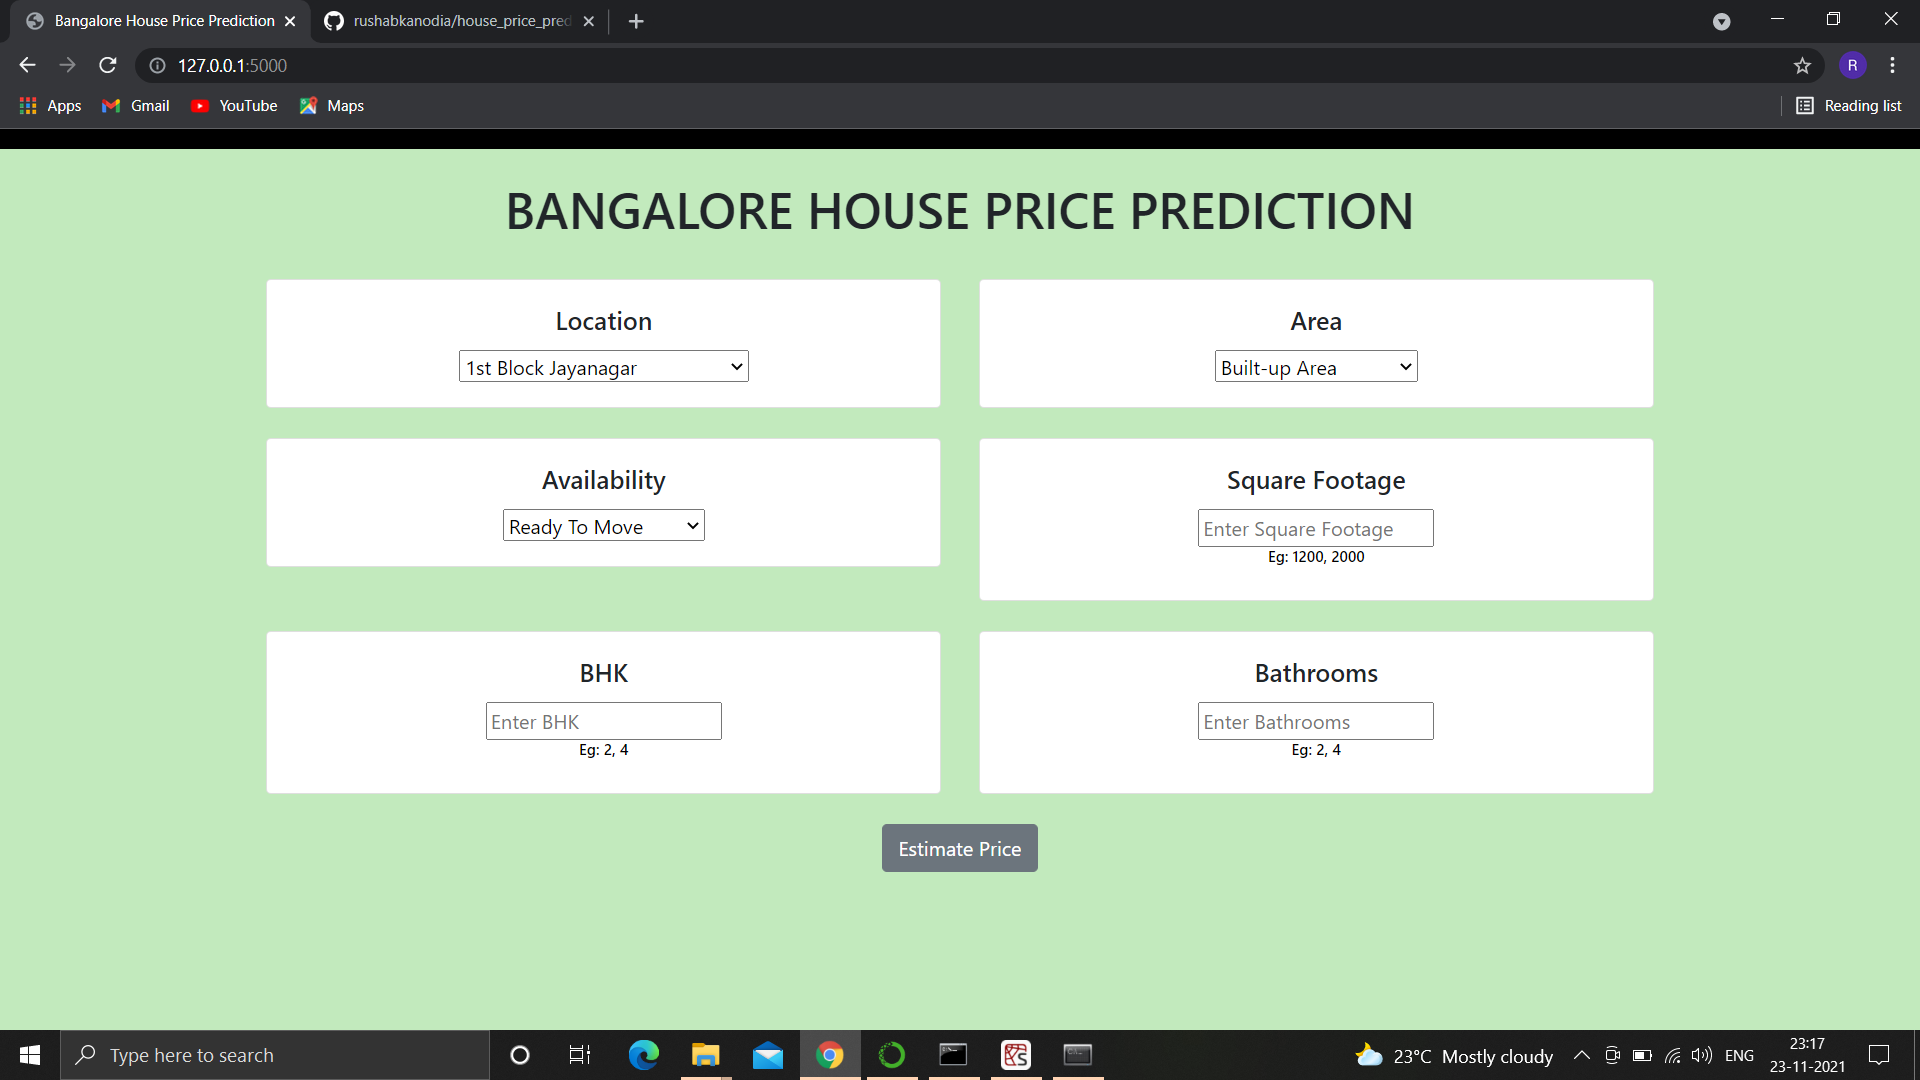 Bangalore House Price Prediction
rushabkanodia/house_price_pred
127.0.0.1:5000
R
Apps
Gmail
YouTube
Maps
Reading list
BANGALORE HOUSE PRICE PREDICTION
Location
1st Block Jayanagar
Area
Built-up Area
Availability
Ready To Move
Square Footage
Enter Square Footage
Eg: 1200, 2000
BHK
Enter BHK
Eg: 2, 4
Bathrooms
Enter Bathrooms
Eg: 2, 4
Estimate Price
Type here to search
23°C Mostly cloudy
ENG
23:17
23-11-2021